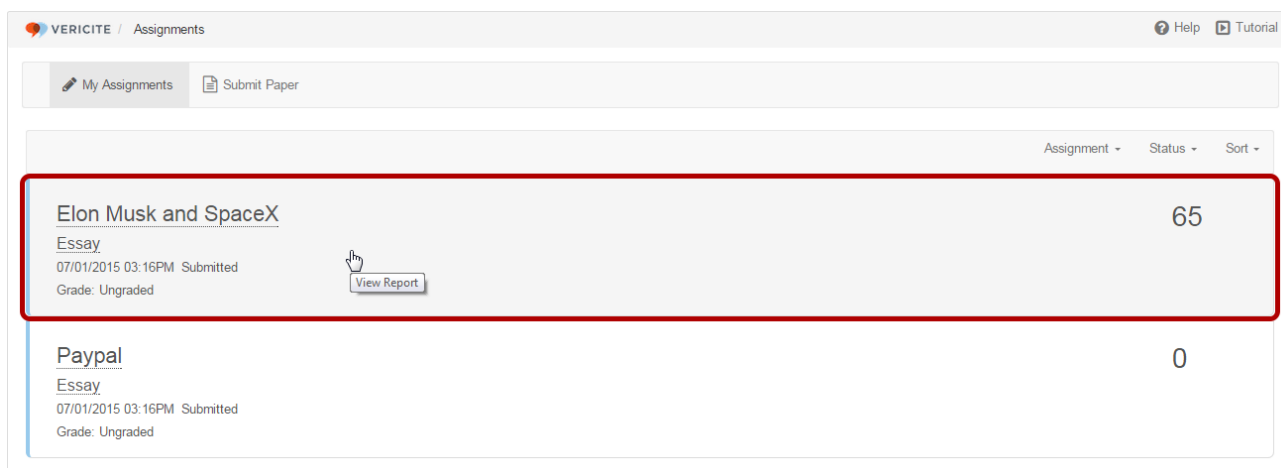 VERICITE / Assignments Help Tutorial
My Assignments Submit Paper
Assignment Status Sort
Elon Musk and SpaceX 65
Essay
07/01/2015 03:16PM Submitted
View Report
Grade: Ungraded
Paypal 0
Essay
07/01/2015 03:16PM Submitted
Grade: Ungraded